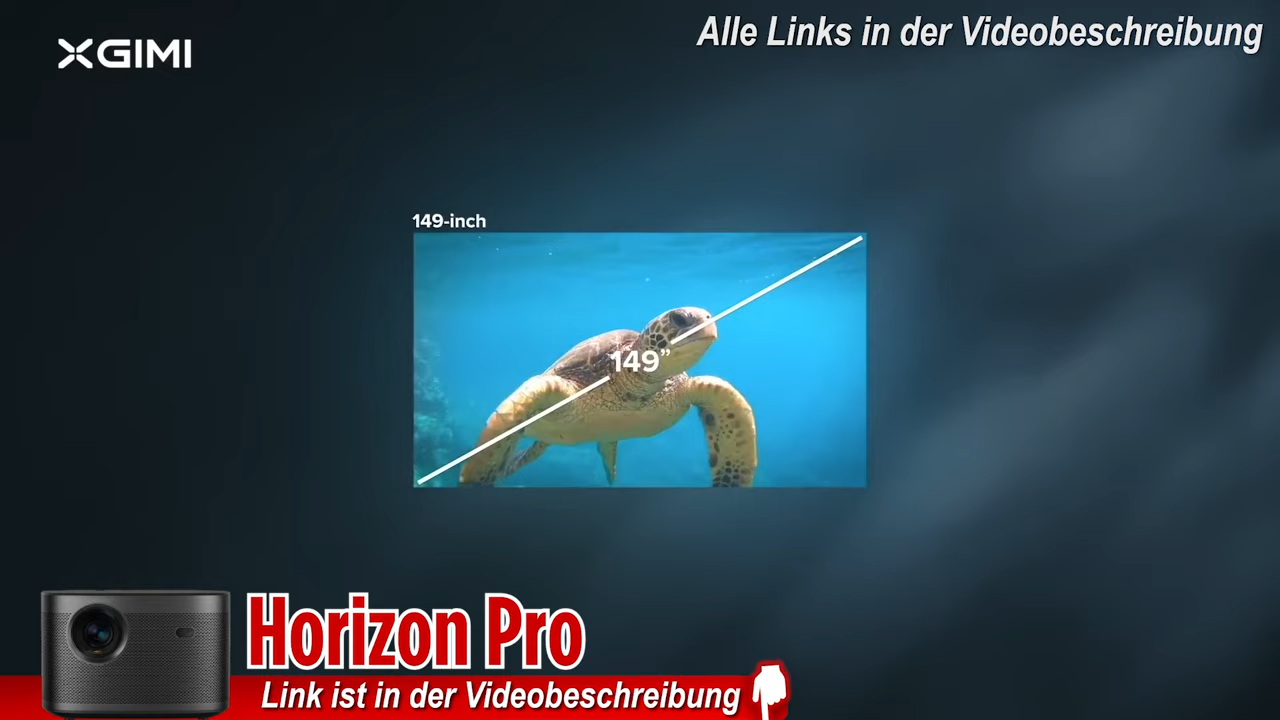 XGIMI
Alle Links in der Videobeschreibung
149-inch
149”
Horizon Pro
Link ist in der Videobeschreibung